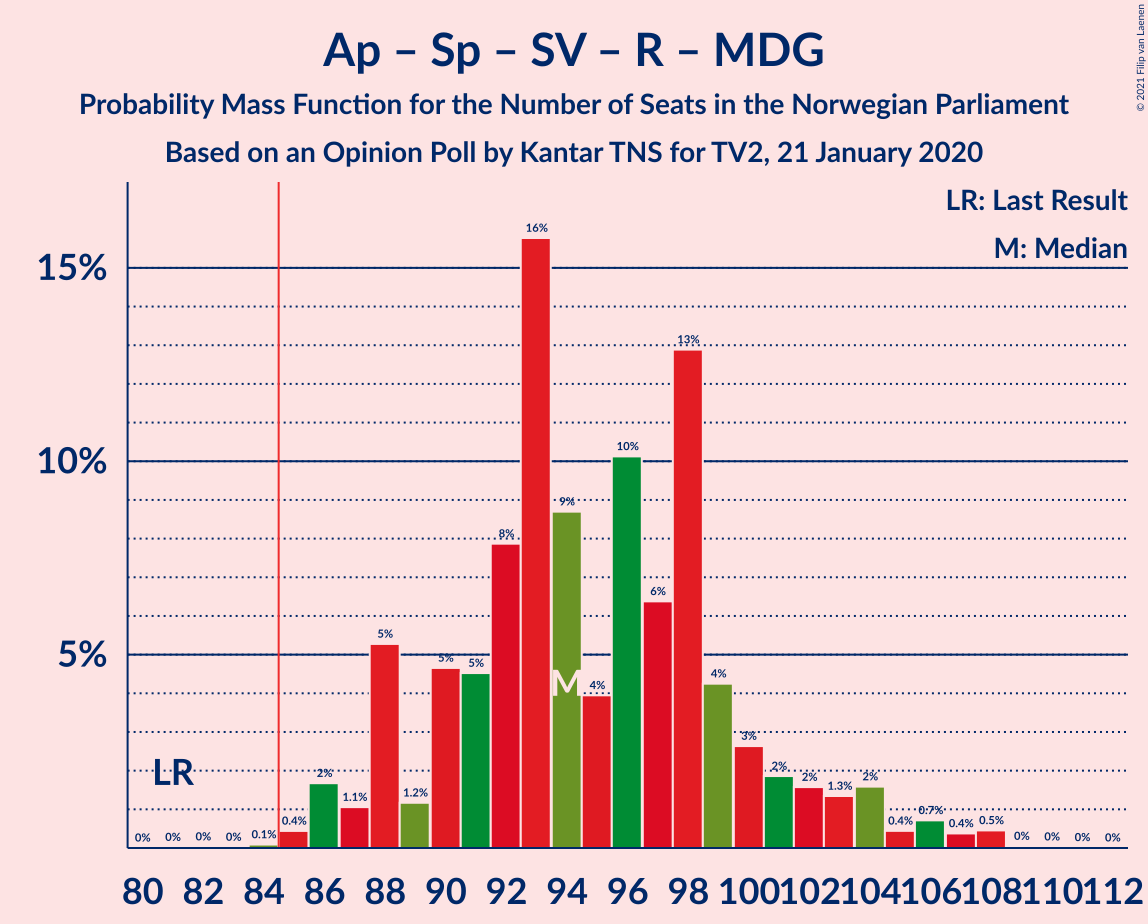 Ap – Sp – SV – R – MDG
Probability Mass Function for the Number of Seats in the Norwegian Parliament
Based on an Opinion Poll by Kantar TNS for TV2, 21 January 2020
© 2021 Filip van Laenen
LR: Last Result
M: Median
15%
10%
5%
LR
M
0% 0% 0% 0% 0.1% 0.4% 2% 1.1% 5% 1.2% 5% 5% 8% 16% 9% 4% 10% 6% 13% 4% 3% 2% 2% 1.3% 2% 0.4% 0.7% 0.4% 0.5% 0% 0% 0% 0%
80 82 84 86 88 90 92 94 96 98 100 102 104 106 108 110 112